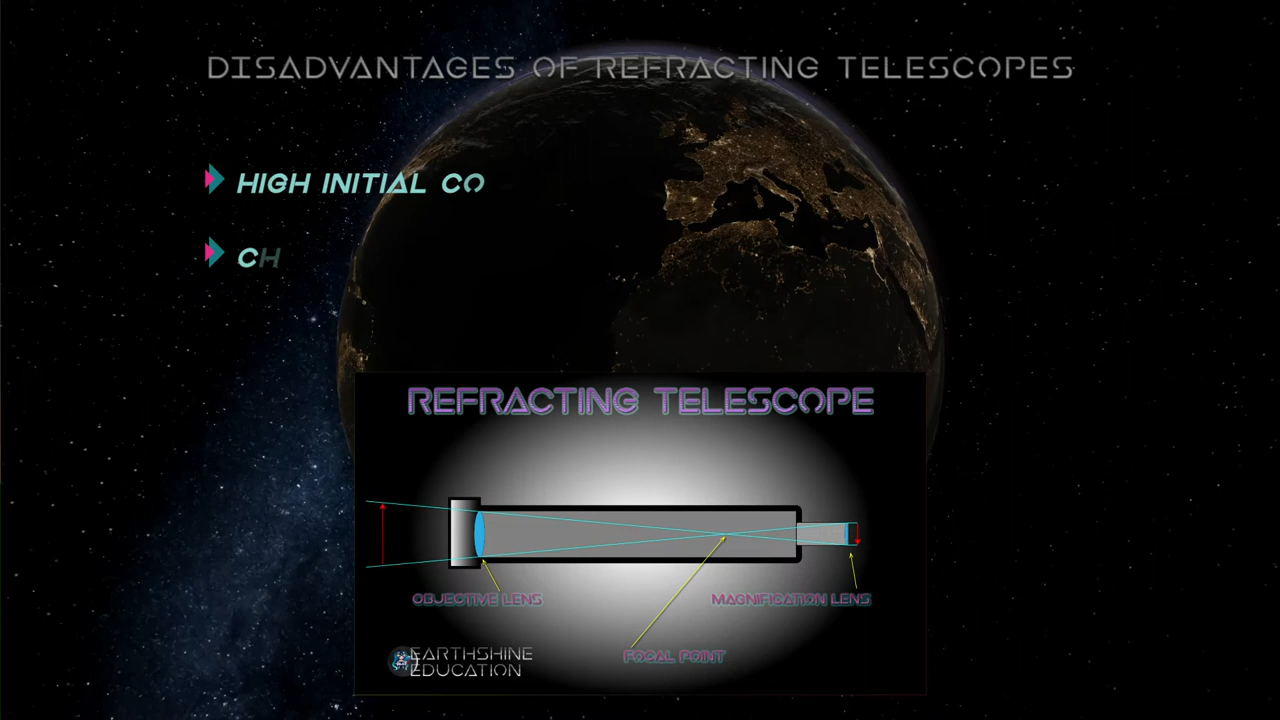 DISADVANTAGES OF REFRACTING TELESCOPES
HIGH INITIAL CO
CH
REFRACTING TELESCOPE
OBJECTIVE LENS
MAGNIFICATION LENS
FOCAL POINT
EARTHSHINE
EDUCATION